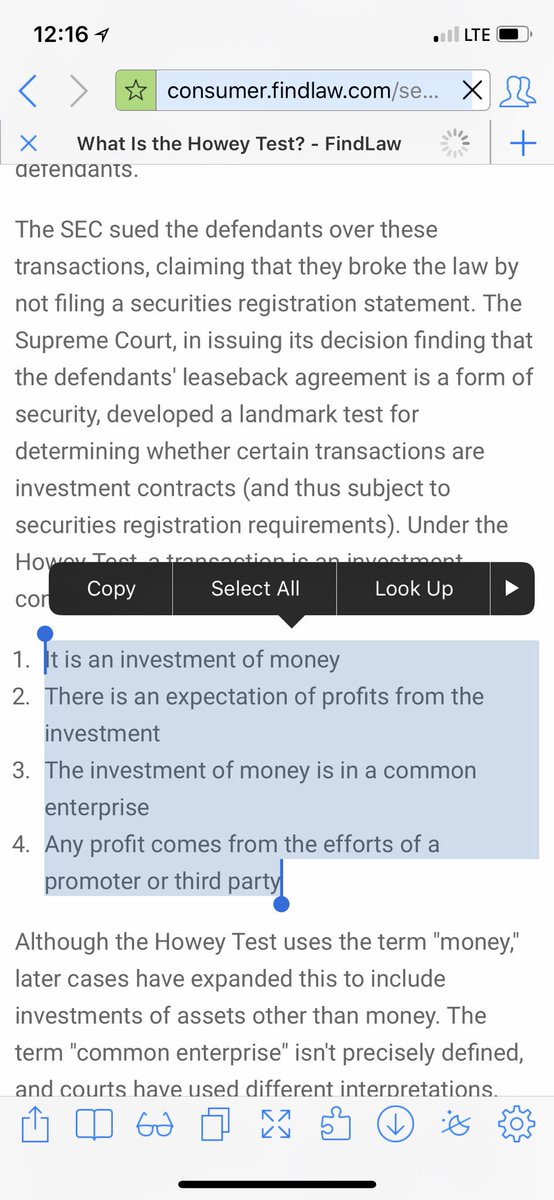 12:16
LTE
consumer.findlaw.com/se...
What Is the Howey Test? - FindLaw
defendants.
The SEC sued the defendants over these
transactions, claiming that they broke the law by
not filing a securities registration statement. The
Supreme Court, in issuing its decision finding that
the defendants' leaseback agreement is a form of
security, developed a landmark test for
determining whether certain transactions are
investment contracts (and thus subject to
securities registration requirements). Under the
Howey Test, a transaction is an investment
Copy Select All Look Up
1. It is an investment of money
2. There is an expectation of profits from the
investment
3. The investment of money is in a common
enterprise
4. Any profit comes from the efforts of a
promoter or third party
Although the Howey Test uses the term "money,"
later cases have expanded this to include
investments of assets other than money. The
term "common enterprise" isn't precisely defined,
and courts have used different interpretations.